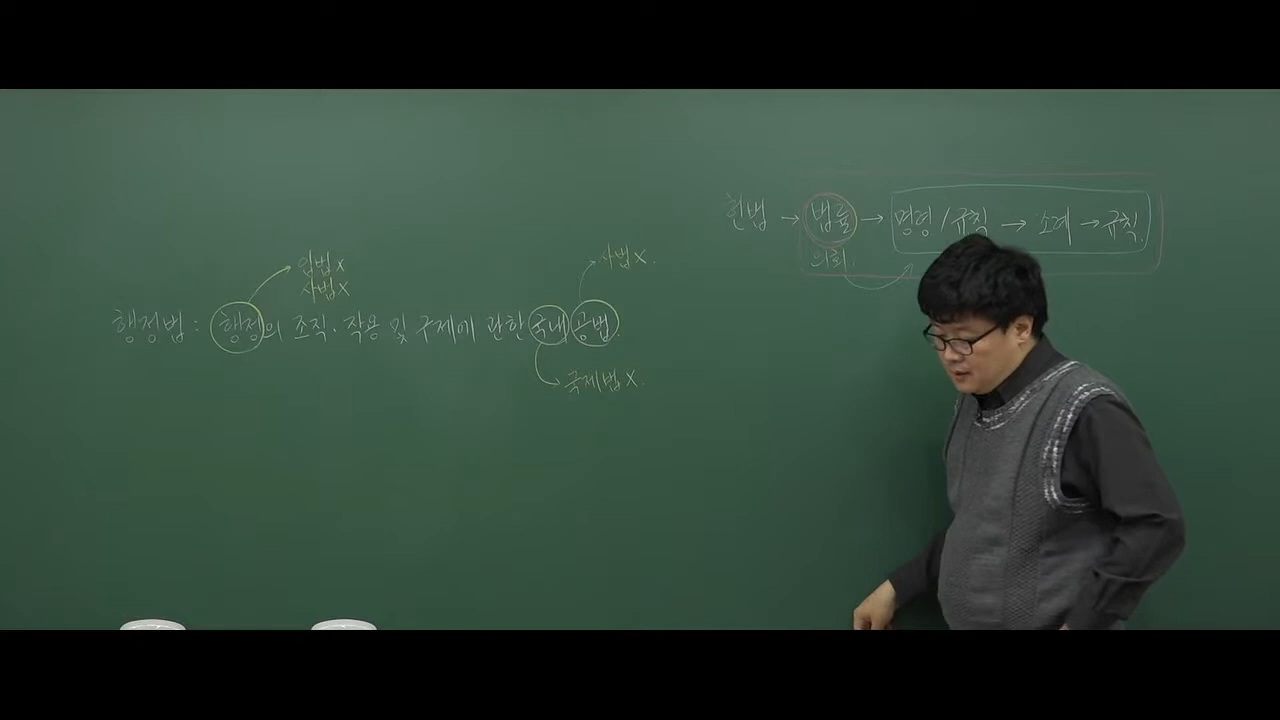 헌법 → 법률 → 명령 / 규칙 → 조례 → 규칙.
의회.
입법 x
사법 x
사법 x.
행정법 : 행정의 조직·작용 및 구제에 관한 국내공법.
국제법 x.